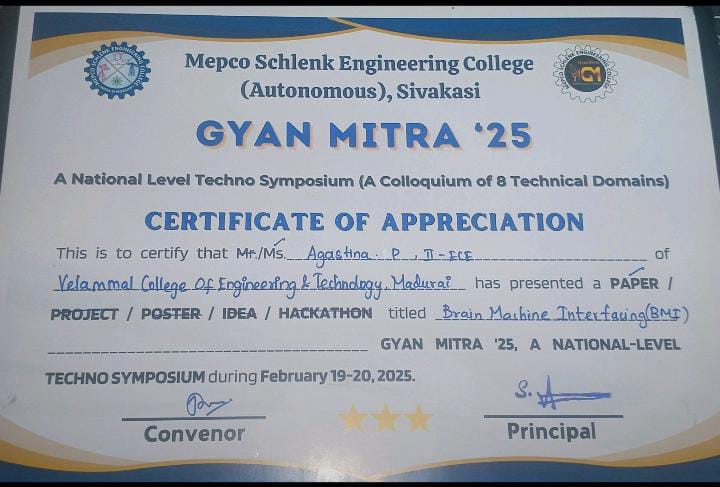 Mepco Schlenk Engineering College
(Autonomous), Sivakasi
GYAN MITRA ‘25
A National Level Techno Symposium (A Colloquium of 8 Technical Domains)
CERTIFICATE OF APPRECIATION
This is to certify that Mr./Ms. Agastina. P, II-ECE of
Velammal College Of Engineering & Technology, Madurai has presented a PAPER /
PROJECT / POSTER / IDEA / HACKATHON titled Brain Machine Interfacing (BMI)
GYAN MITRA '25, A NATIONAL-LEVEL
TECHNO SYMPOSIUM during February 19-20, 2025.
Convenor
Principal